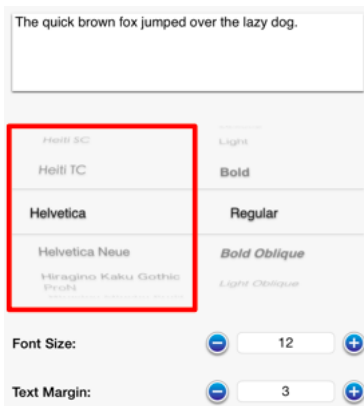 The quick brown fox jumped over the lazy dog.
Heiti SC
Light
Heiti TC
Bold
Helvetica
Regular
Helvetica Neue
Bold Oblique
Hiragino Kaku Gothic
ProN
Light Oblique
Font Size:
12
Text Margin:
3